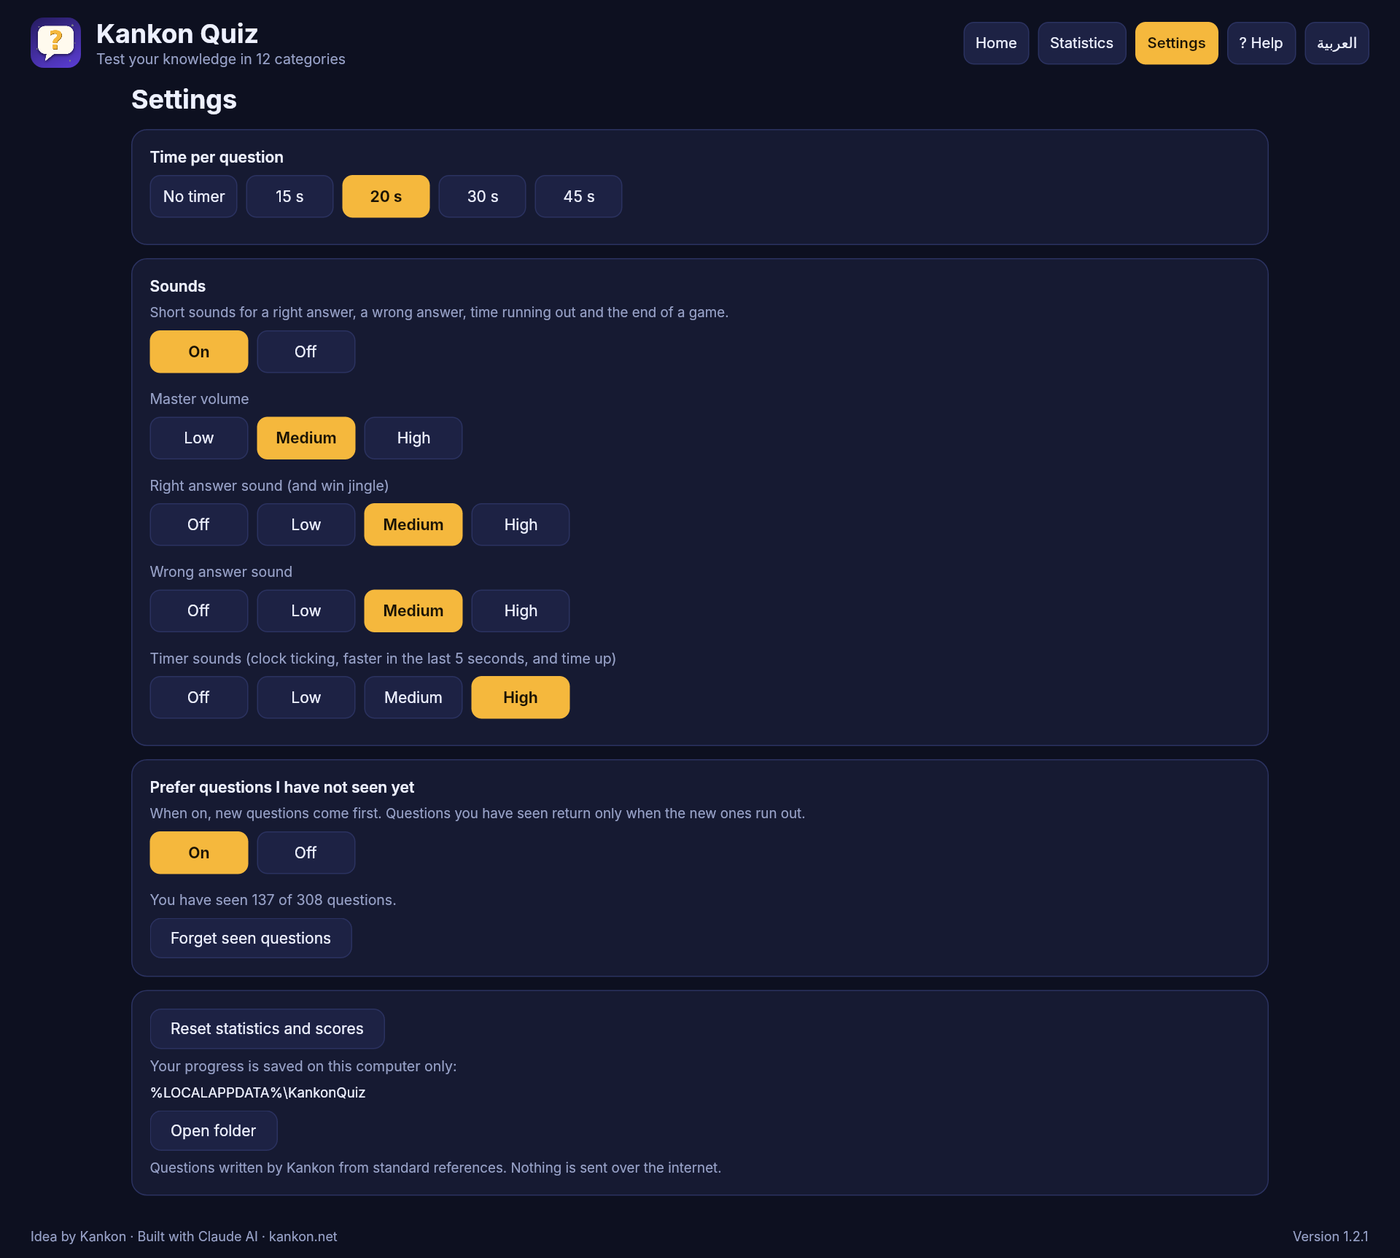 Kankon Quiz
Test your knowledge in 12 categories
Home
Statistics
Settings
? Help
العربية
Settings
Time per question
No timer
15 s
20 s
30 s
45 s
Sounds
Short sounds for a right answer, a wrong answer, time running out and the end of a game.
On
Off
Master volume
Low
Medium
High
Right answer sound (and win jingle)
Off
Low
Medium
High
Wrong answer sound
Off
Low
Medium
High
Timer sounds (clock ticking, faster in the last 5 seconds, and time up)
Off
Low
Medium
High
Prefer questions I have not seen yet
When on, new questions come first. Questions you have seen return only when the new ones run out.
On
Off
You have seen 137 of 308 questions.
Forget seen questions
Reset statistics and scores
Your progress is saved on this computer only:
%LOCALAPPDATA%\KankonQuiz
Open folder
Questions written by Kankon from standard references. Nothing is sent over the internet.
Idea by Kankon · Built with Claude AI · kankon.net
Version 1.2.1